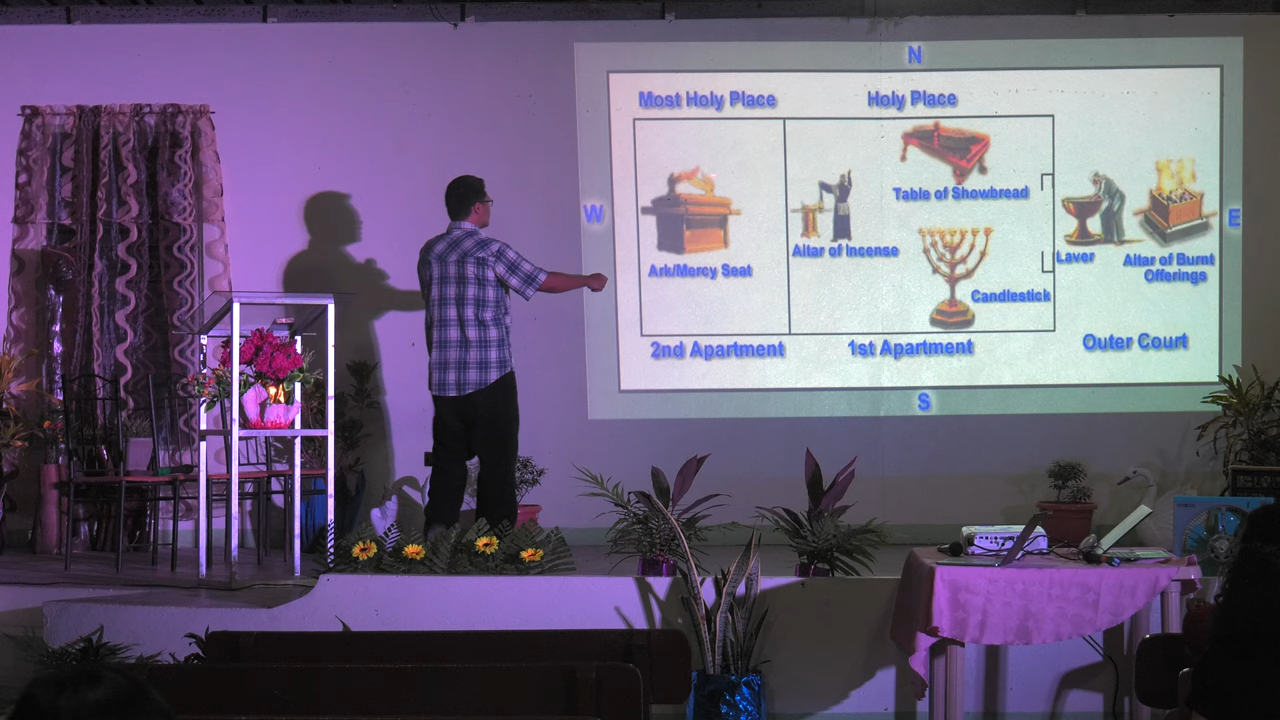 N
Most Holy Place
Holy Place
Table of Showbread
W
E
Altar of Incense
Laver
Altar of Burnt
Offerings
Ark/Mercy Seat
Candlestick
2nd Apartment
1st Apartment
Outer Court
S